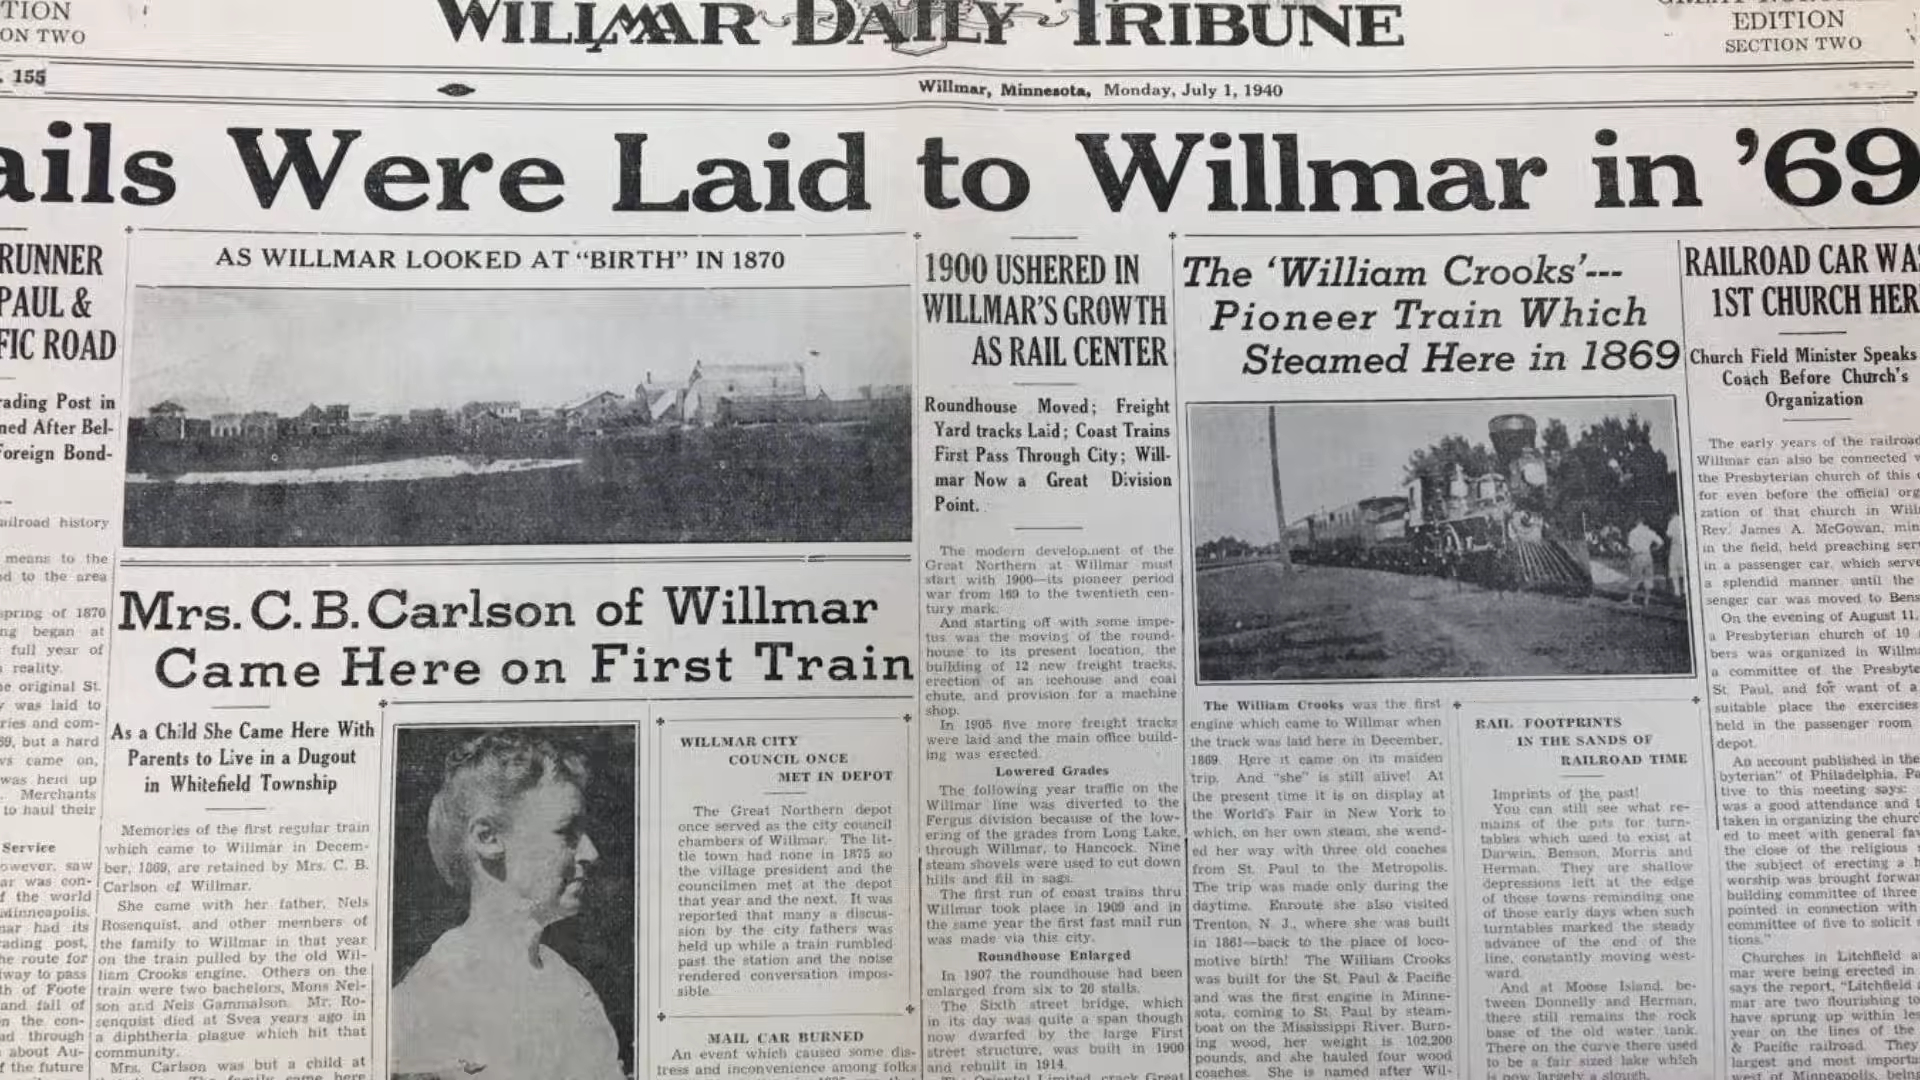 TION
ON TWO
WILLMAR DAILY TRIBUNE
EDITION
SECTION TWO
. 155
Willmar, Minnesota, Monday, July 1, 1940
ails Were Laid to Willmar in '69
RUNNER
PAUL &
FIC ROAD
rading Post in
ned After Bel-
oreign Bond-
ailroad history
means to the
d to the area
spring of 1870
ng began at
full year of
reality.
e original St.
was laid to
ries and com-
69, but a hard
ws came on,
was held up
. Merchants
to haul their
Service
owever, saw
ar was con-
f the world
Minneapolis.
mar had its
rading post,
he route for
way to pass
th of Foote
and fall of
n the con-
ad through
about Au-
f the future
AS WILLMAR LOOKED AT "BIRTH" IN 1870
Mrs. C. B. Carlson of Willmar
Came Here on First Train
As a Child She Came Here With
Parents to Live in a Dugout
in Whitefield Township
Memories of the first regular train
which came to Willmar in Decem-
ber, 1869, are retained by Mrs. C. B.
Carlson of Willmar.
She came with her father, Nels
Rosenquist, and other members of
the family to Willmar in that year
on the train pulled by the old Wil-
liam Crooks engine. Others on the
train were two bachelors, Mons Nel-
son and Nels Gammalson. Mr. Ro-
senquist died at Svea years ago in
a diphtheria plague which hit that
community.
Mrs. Carlson was but a child at
The family came here
WILLMAR CITY
COUNCIL ONCE
MET IN DEPOT
The Great Northern depot
once served as the city council
chambers of Willmar. The lit-
tle town had none in 1875 so
the village president and the
councilmen met at the depot
that year and the next. It was
reported that many a discus-
sion by the city fathers was
held up while a train rumbled
past the station and the noise
rendered conversation impos-
sible.
MAIL CAR BURNED
An event which caused some dis-
tress and inconvenience among folks
1900 USHERED IN
WILLMAR'S GROWTH
AS RAIL CENTER
Roundhouse Moved; Freight
Yard tracks Laid; Coast Trains
First Pass Through City; Will-
mar Now a Great Division
Point.
The modern development of the
Great Northern at Willmar must
start with 1900—its pioneer period
war from 169 to the twentieth cen-
tury mark.
And starting off with some impe-
tus was the moving of the round-
house to its present location, the
building of 12 new freight tracks,
erection of an icehouse and coal
chute, and provision for a machine
shop.
In 1905 five more freight tracks
were laid and the main office build-
ing was erected.
Lowered Grades
The following year traffic on the
Willmar line was diverted to the
Fergus division because of the low-
ering of the grades from Long Lake,
through Willmar, to Hancock. Nine
steam shovels were used to cut down
hills and fill in sags.
The first run of coast trains thru
Willmar took place in 1909 and in
the same year the first fast mail run
was made via this city.
Roundhouse Enlarged
In 1907 the roundhouse had been
enlarged from six to 26 stalls.
The Sixth street bridge, which
in its day was quite a span though
now dwarfed by the large First
street structure, was built in 1900
and rebuilt in 1914.
The Oriental Limited, crack Great
The 'William Crooks'---
Pioneer Train Which
Steamed Here in 1869
The William Crooks was the first
engine which came to Willmar when
the track was laid here in December,
1869. Here it came on its maiden
trip. And "she" is still alive! At
the present time it is on display at
the World's Fair in New York to
which, on her own steam, she wend-
ed her way with three old coaches
from St. Paul to the Metropolis.
The trip was made only during the
daytime. Enroute she also visited
Trenton, N. J., where she was built
in 1861—back to the place of loco-
motive birth! The William Crooks
was built for the St. Paul & Pacific
and was the first engine in Minne-
sota, coming to St. Paul by steam-
boat on the Mississippi River. Burn-
ing wood, her weight is 102,200
pounds, and she hauled four wood
coaches. She is named after Wil-
RAIL FOOTPRINTS
IN THE SANDS OF
RAILROAD TIME
Imprints of the past!
You can still see what re-
mains of the pits for turn-
tables which used to exist at
Darwin, Benson, Morris and
Herman. They are shallow
depressions left at the edge
of those towns reminding one
of those early days when such
turntables marked the steady
advance of the end of the
line, constantly moving west-
ward.
And at Moose Island, be-
tween Donnelly and Herman,
there still remains the rock
base of the old water tank.
There on the curve there used
to be a fair sized lake which
is now largely a slough.
RAILROAD CAR WAS
1ST CHURCH HER
Church Field Minister Speaks
Coach Before Church's
Organization
The early years of the railroad
Willmar can also be connected w
the Presbyterian church of this
for even before the official org
zation of that church in Will
Rev. James A. McGowan, min
in the field, held preaching ser
in a passenger car, which serve
a splendid manner until the
senger car was moved to Bens
On the evening of August 11,
a Presbyterian church of 10
bers was organized in Willma
a committee of the Presbyte
St. Paul, and for want of a
suitable place the exercises
held in the passenger room
depot.
An account published in the
byterian" of Philadelphia, Pa
tive to this meeting says:
was a good attendance and
taken in organizing the church
ed to meet with general fav
the close of the religious
the subject of erecting a h
worship was brought forward
building committee of three
pointed in connection with
committee of five to solicit
tions."
Churches in Litchfield a
mar were being erected in
says the report, "Litchfield
mar are two flourishing to
have sprung up within les
year on the lines of the
& Pacific railroad. They
largest and most importa
west of Minneapolis, being